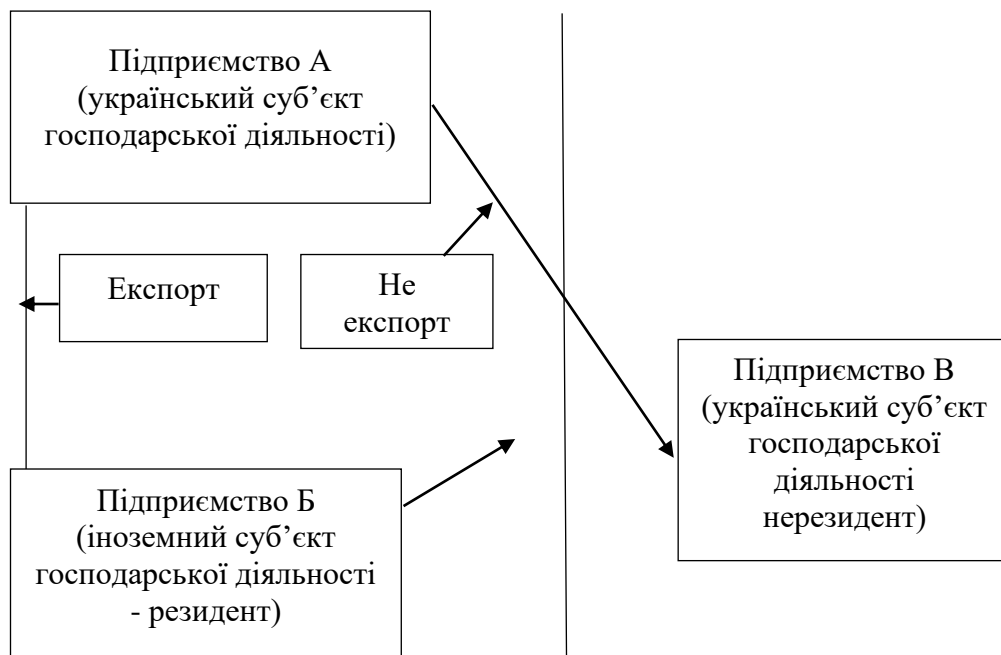 Підприємство А
(український суб’єкт
господарської діяльності)
Експорт
Не
експорт
Підприємство В
(український суб’єкт
господарської
діяльності
нерезидент)
Підприємство Б
(іноземний суб’єкт
господарської діяльності
- резидент)